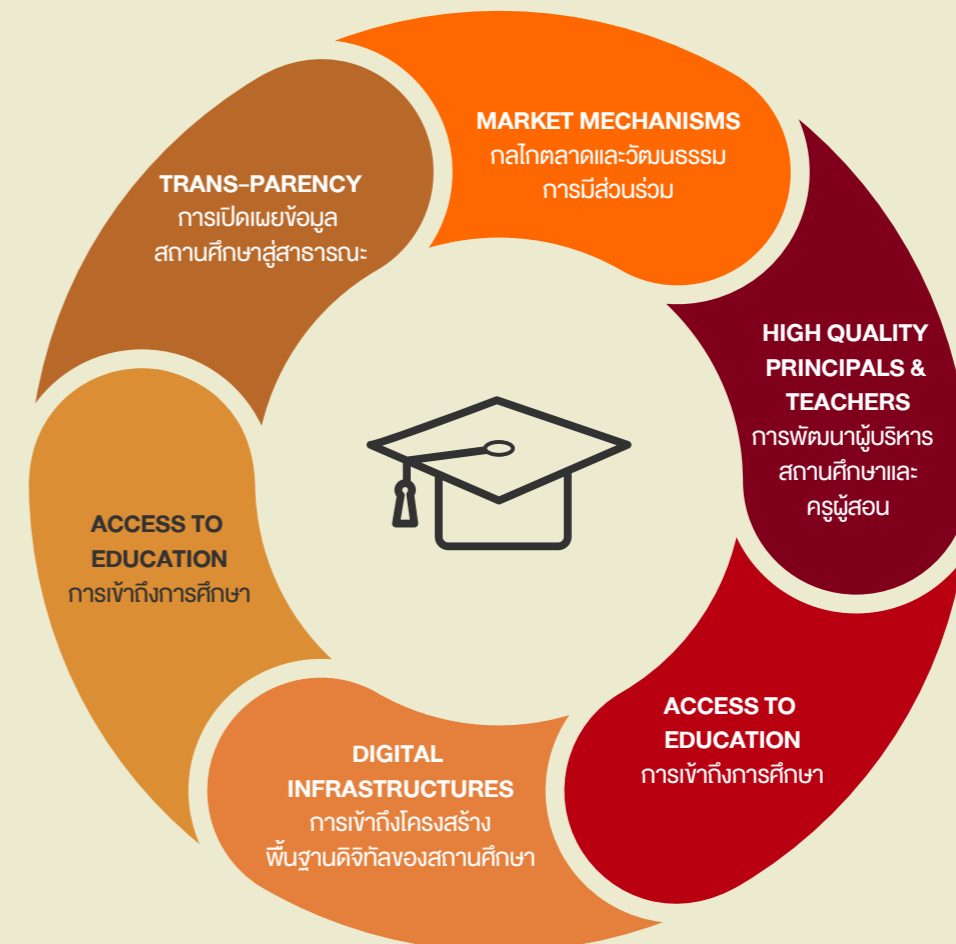 MARKET MECHANISMS
กลไกตลาดและวัฒนธรรม
การมีส่วนร่วม
HIGH QUALITY
PRINCIPALS &
TEACHERS
การพัฒนาผู้บริหาร
สถานศึกษาและ
ครูผู้สอน
ACCESS TO
EDUCATION
การเข้าถึงการศึกษา
DIGITAL
INFRASTRUCTURES
การเข้าถึงโครงสร้าง
พื้นฐานดิจิทัลของสถานศึกษา
ACCESS TO
EDUCATION
การเข้าถึงการศึกษา
TRANS-PARENCY
การเปิดเผยข้อมูล
สถานศึกษาสู่สาธารณะ